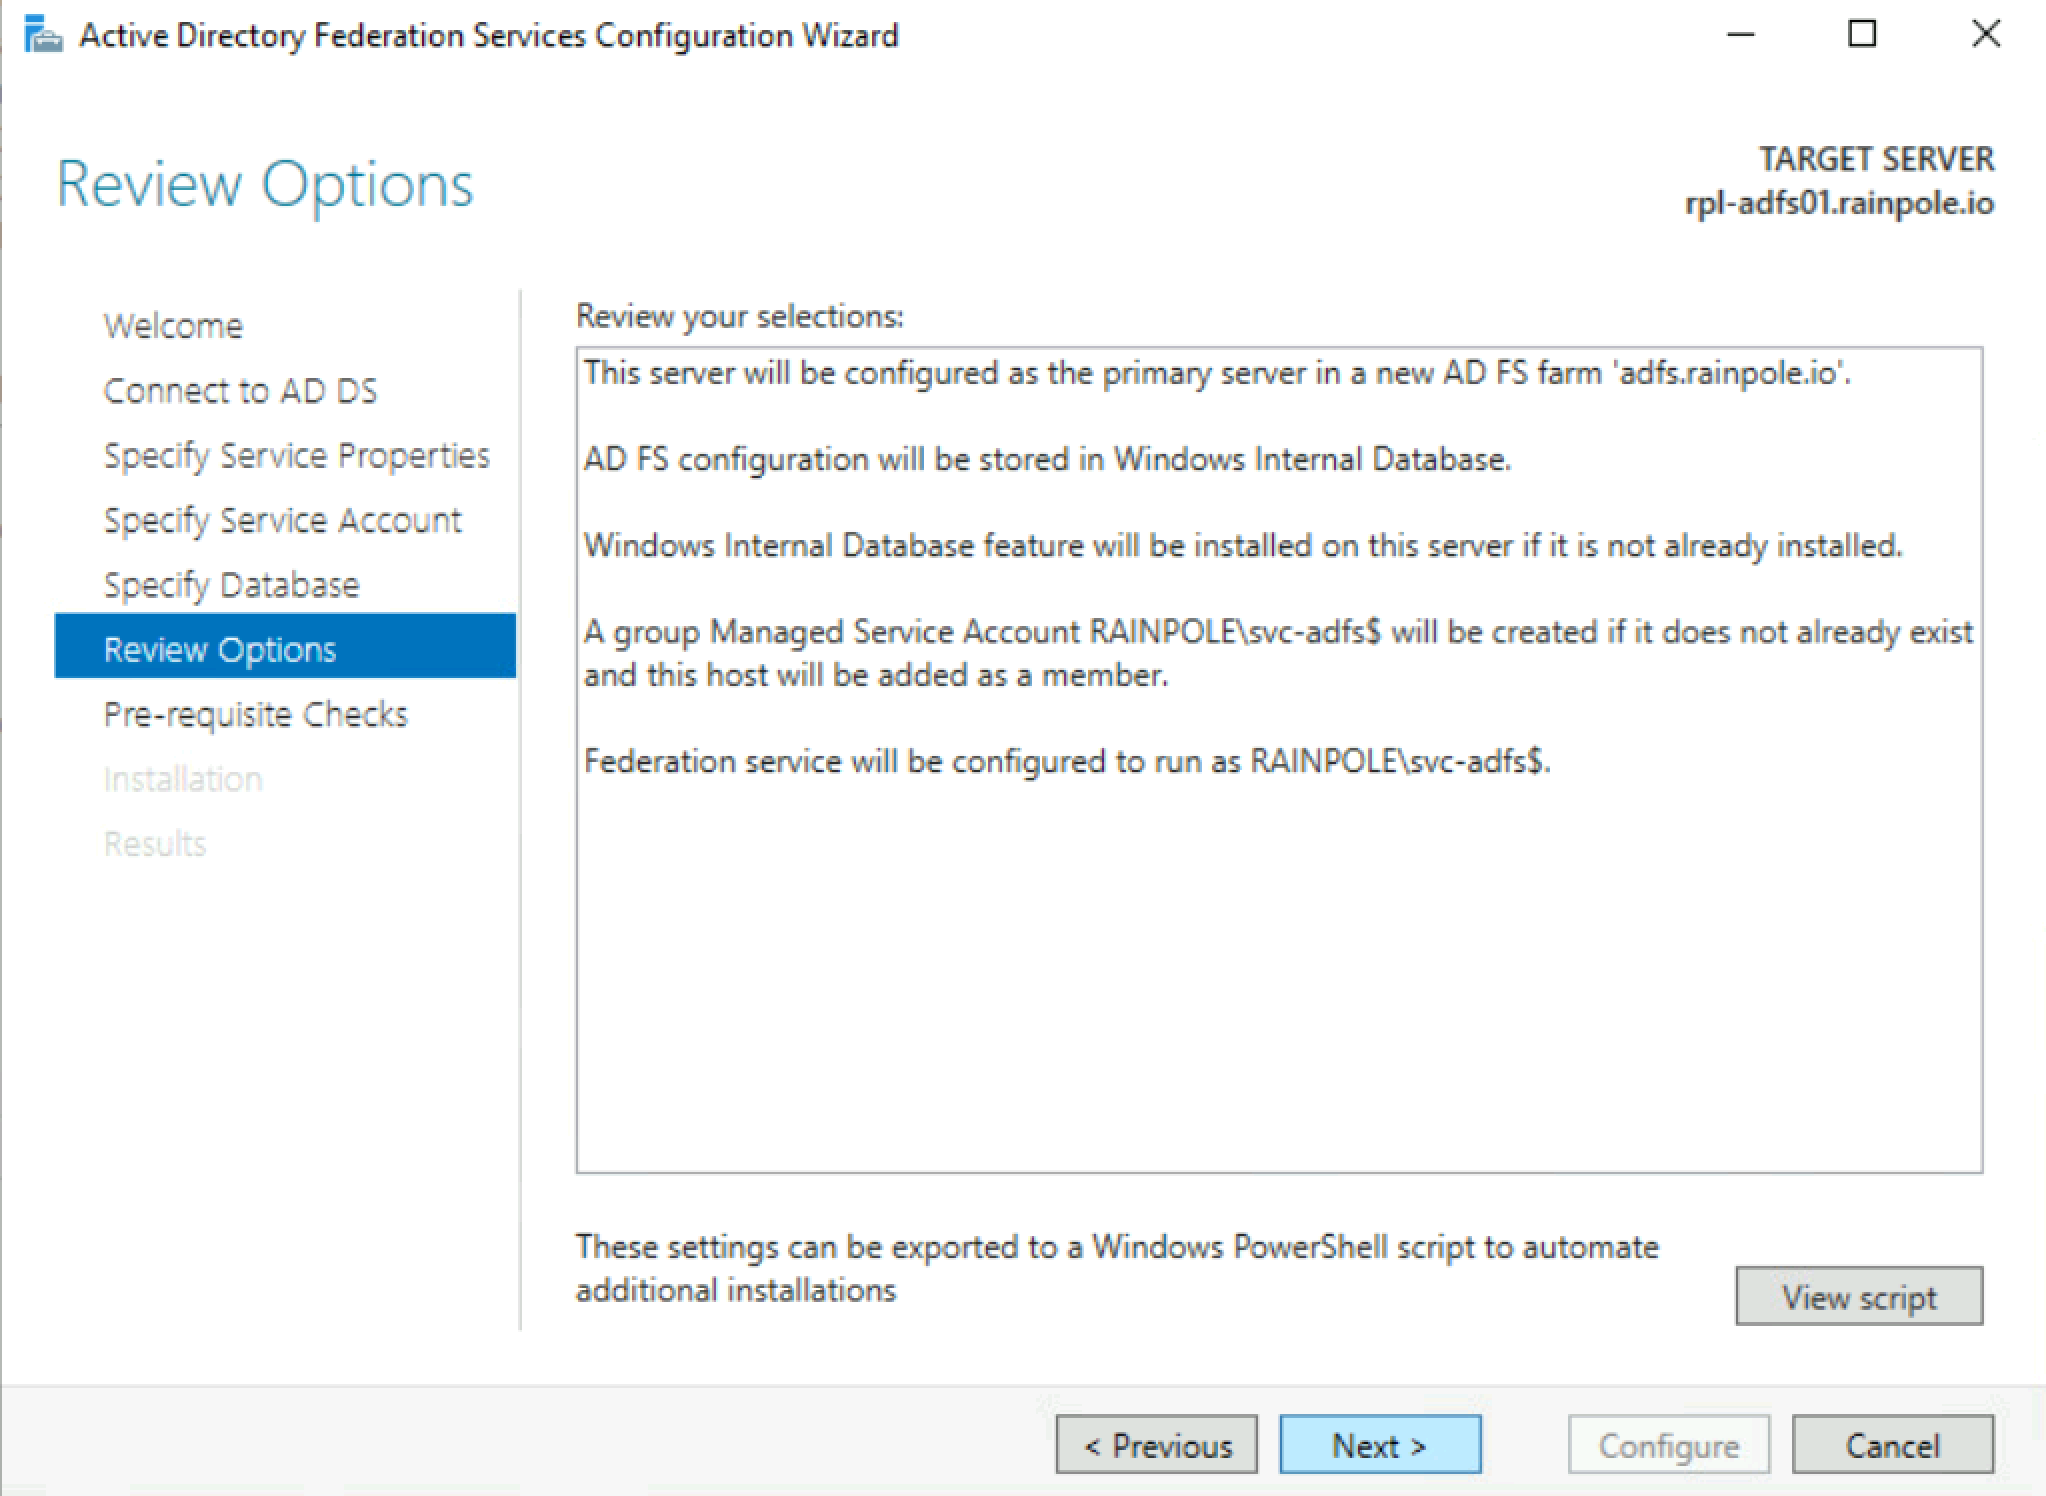 Active Directory Federation Services Configuration Wizard
Review Options
TARGET SERVER
rpl-adfs01.rainpole.io
Welcome
Connect to AD DS
Specify Service Properties
Specify Service Account
Specify Database
Review Options
Pre-requisite Checks
Installation
Results
Review your selections:
This server will be configured as the primary server in a new AD FS farm 'adfs.rainpole.io'.
AD FS configuration will be stored in Windows Internal Database.
Windows Internal Database feature will be installed on this server if it is not already installed.
A group Managed Service Account RAINPOLE\svc-adfs$ will be created if it does not already exist
and this host will be added as a member.
Federation service will be configured to run as RAINPOLE\svc-adfs$.
These settings can be exported to a Windows PowerShell script to automate
additional installations
View script
< Previous
Next >
Configure
Cancel